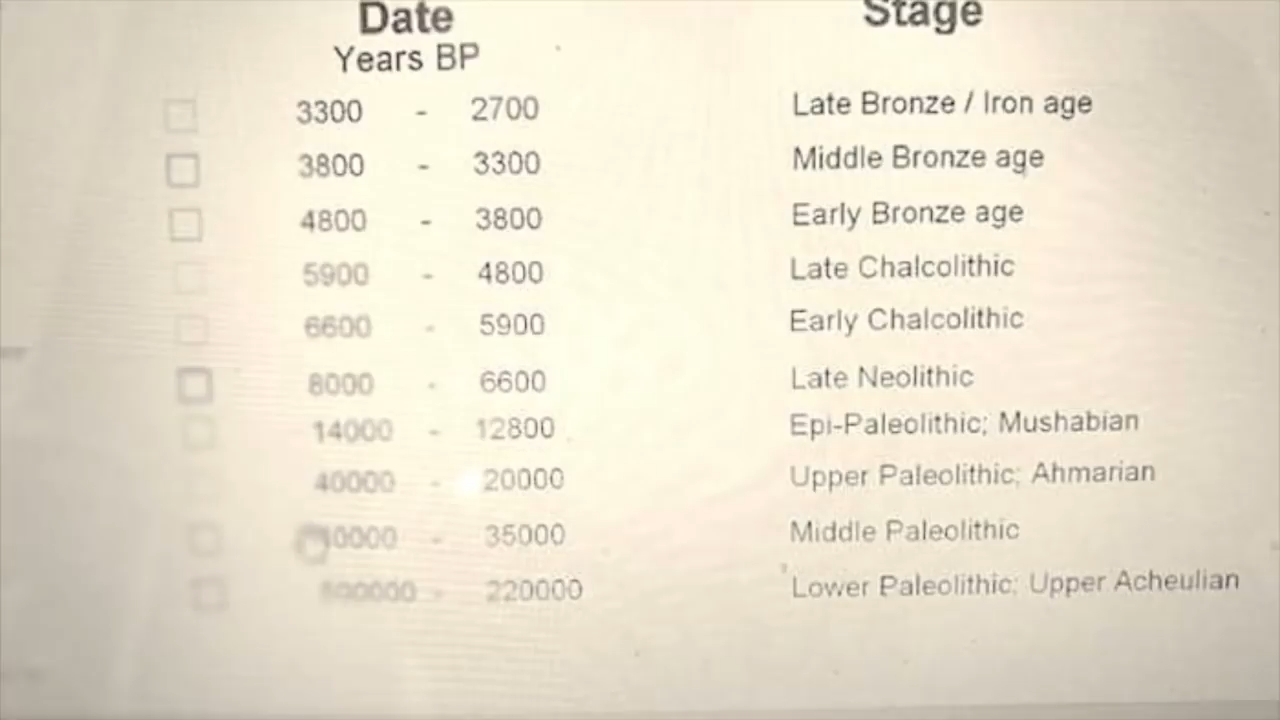 Date Stage
Years BP
3300 - 2700 Late Bronze / Iron age
3800 - 3300 Middle Bronze age
4800 - 3800 Early Bronze age
5900 - 4800 Late Chalcolithic
6600 - 5900 Early Chalcolithic
8000 - 6600 Late Neolithic
14000 - 12800 Epi-Paleolithic; Mushabian
40000 - 20000 Upper Paleolithic; Ahmarian
- 35000 Middle Paleolithic
- 220000 Lower Paleolithic; Upper Acheulian